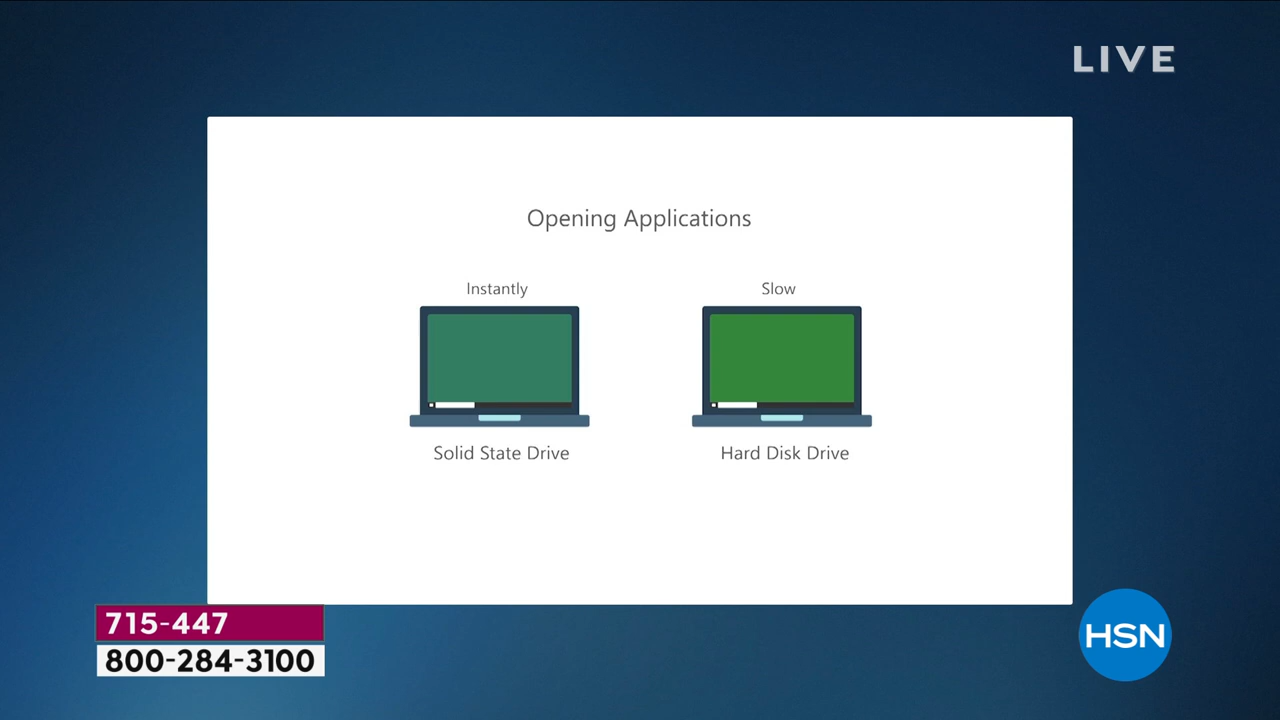 LIVE
Opening Applications
Instantly
Slow
Solid State Drive
Hard Disk Drive
715-447
800-284-3100
HSN